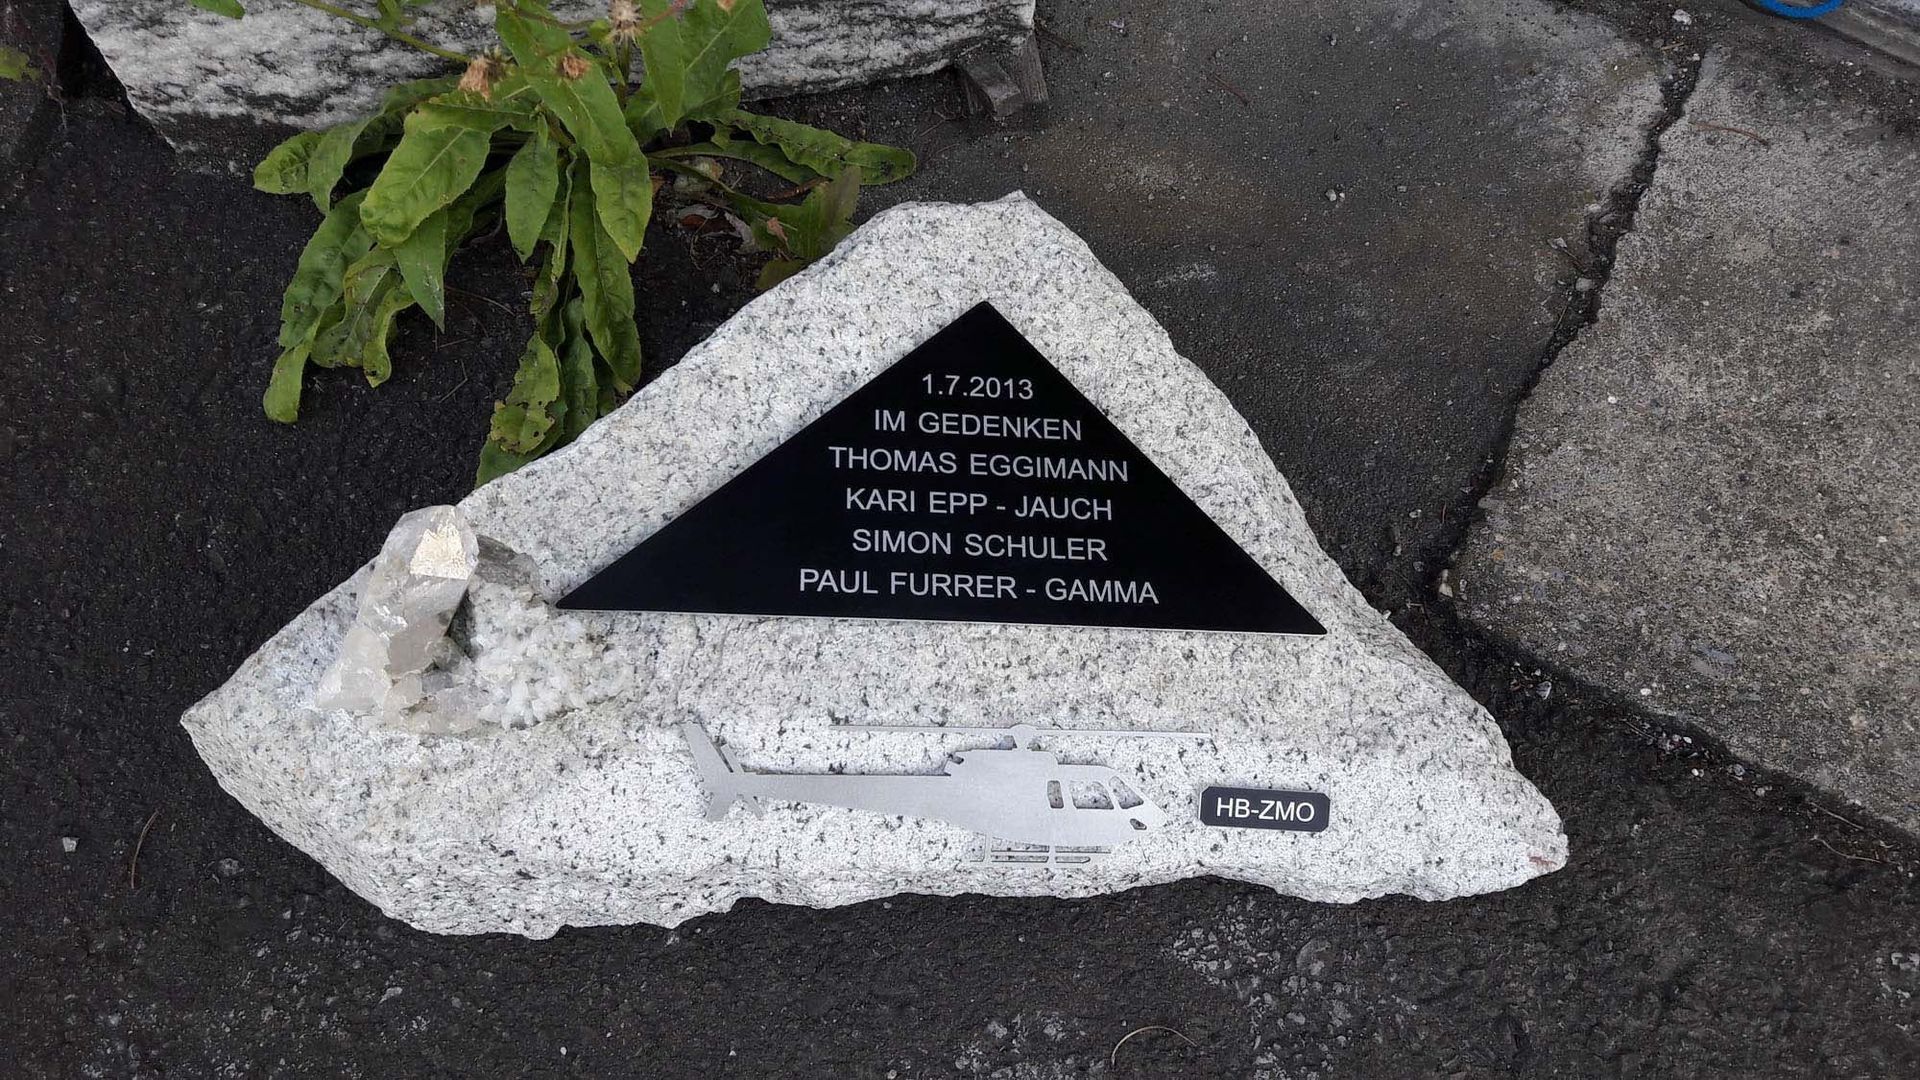 1.7.2013
IM GEDENKEN
THOMAS EGGIMANN
KARI EPP - JAUCH
SIMON SCHULER
PAUL FURRER - GAMMA
HB-ZMO